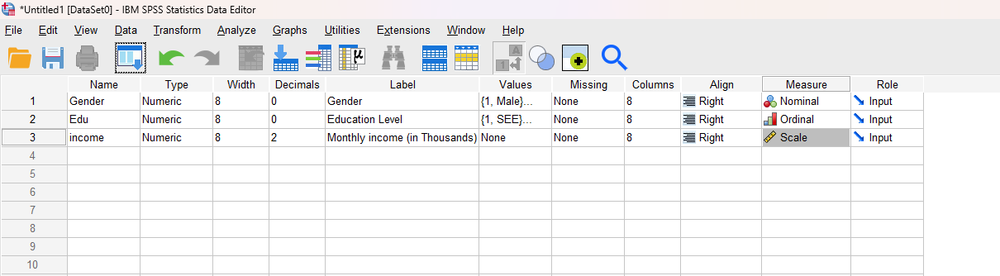 *Untitled1 [DataSet0] - IBM SPSS Statistics Data Editor
File Edit View Data Transform Analyze Graphs Utilities Extensions Window Help
A
14
μ
Name Type Width Decimals Label Values Missing Columns Align Measure Role
1 Gender Numeric 8 0 Gender {1, Male}... None 8 Right Nominal Input
2 Edu Numeric 8 0 Education Level {1, SEE}... None 8 Right Ordinal Input
3 income Numeric 8 2 Monthly income (in Thousands) None None 8 Right Scale Input
4
5
6
7
8
9
10